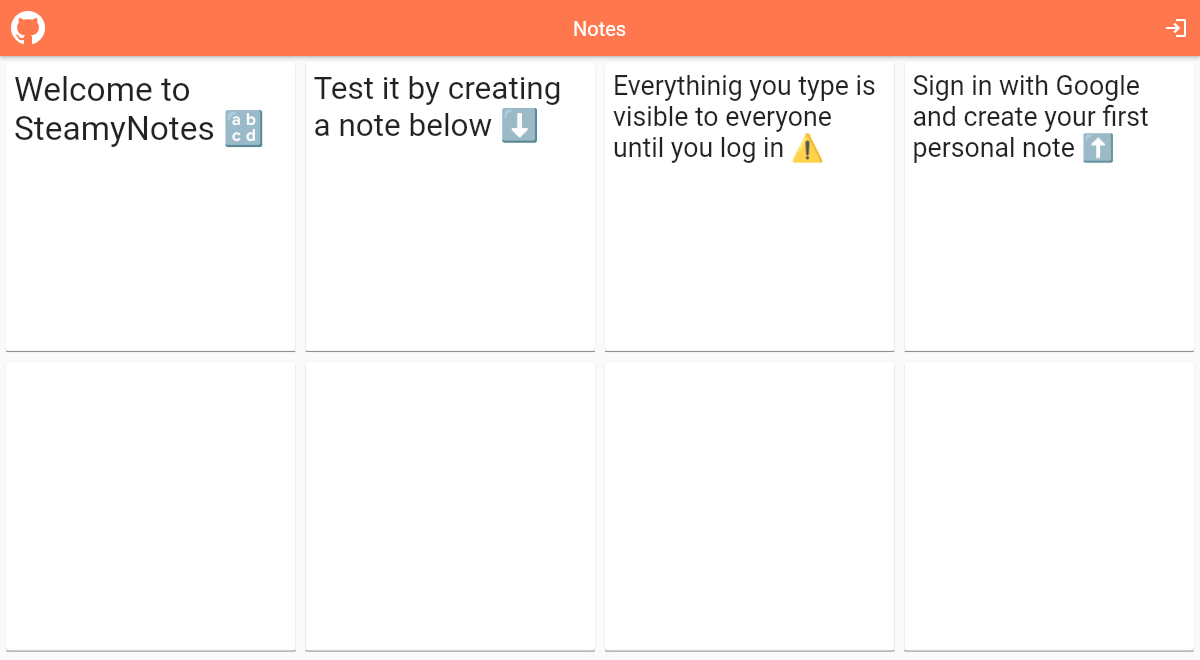 Notes
Welcome to
SteamyNotes 🔡
Test it by creating
a note below ⬇️
Everythinig you type is
visible to everyone
until you log in ⚠️
Sign in with Google
and create your first
personal note ⬆️